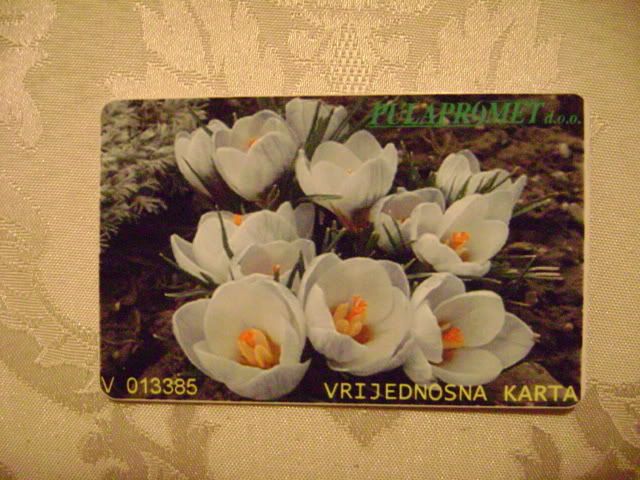 PULAPROMET d.o.o.
V 013385
VRIJEDNOSNA KARTA